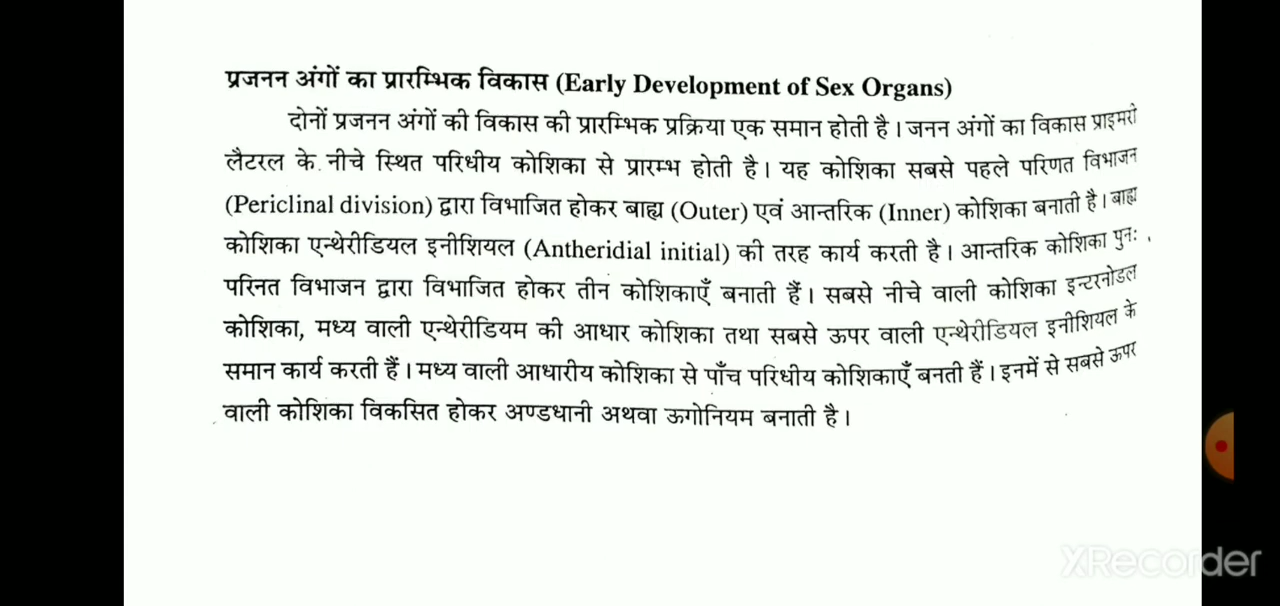 प्रजनन अंगों का प्रारम्भिक विकास (Early Development of Sex Organs)
दोनों प्रजनन अंगों की विकास की प्रारम्भिक प्रक्रिया एक समान होती है। जनन अंगों का विकास प्राइमरी
लैटरल के नीचे स्थित परिधीय कोशिका से प्रारम्भ होती है। यह कोशिका सबसे पहले परिणत विभाजन
(Periclinal division) द्वारा विभाजित होकर बाह्य (Outer) एवं आन्तरिक (Inner) कोशिका बनाती है। बाह्य
कोशिका एन्थेरीडियल इनीशियल (Antheridial initial) की तरह कार्य करती है। आन्तरिक कोशिका पुनः
परिनत विभाजन द्वारा विभाजित होकर तीन कोशिकाएँ बनाती हैं। सबसे नीचे वाली कोशिका इन्टरनोडल
कोशिका, मध्य वाली एन्थेरीडियम की आधार कोशिका तथा सबसे ऊपर वाली एन्थेरीडियल इनीशियल के
समान कार्य करती हैं। मध्य वाली आधारीय कोशिका से पाँच परिधीय कोशिकाएँ बनती हैं। इनमें से सबसे ऊपर
वाली कोशिका विकसित होकर अण्डधानी अथवा ऊगोनियम बनाती है।
XRecorder